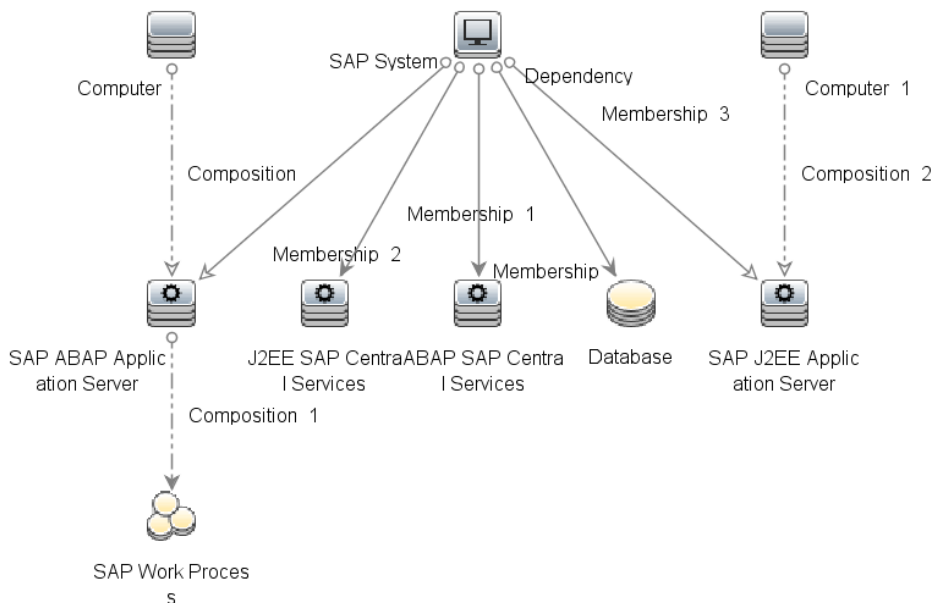 SAP System
Dependency
Computer
Computer 1
Membership 3
Composition
Composition 2
Membership 1
Membership 2
Membership
SAP ABAP Applic
ation Server
J2EE SAP Centra
l Services
ABAP SAP Centra
l Services
Database
SAP J2EE Applic
ation Server
Composition 1
SAP Work Proces
s